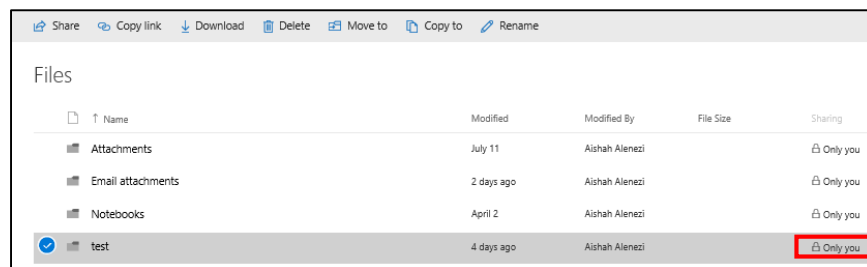 Share Copy link Download Delete Move to Copy to Rename
Files
Name Modified Modified By File Size Sharing
Attachments July 11 Aishah Alenezi Only you
Email attachments 2 days ago Aishah Alenezi Only you
Notebooks April 2 Aishah Alenezi Only you
test 4 days ago Aishah Alenezi Only you